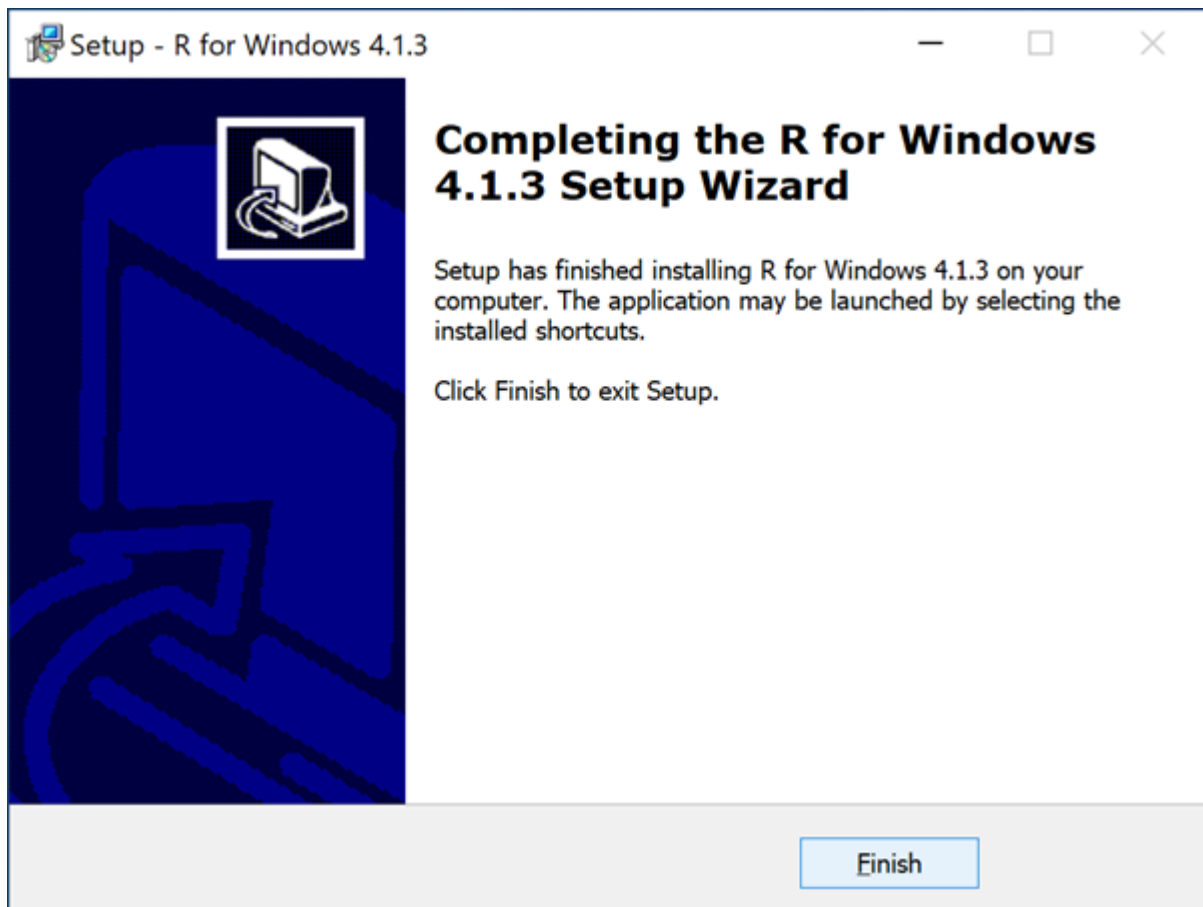 Setup - R for Windows 4.1.3
Completing the R for Windows
4.1.3 Setup Wizard
Setup has finished installing R for Windows 4.1.3 on your
computer. The application may be launched by selecting the
installed shortcuts.
Click Finish to exit Setup.
Finish